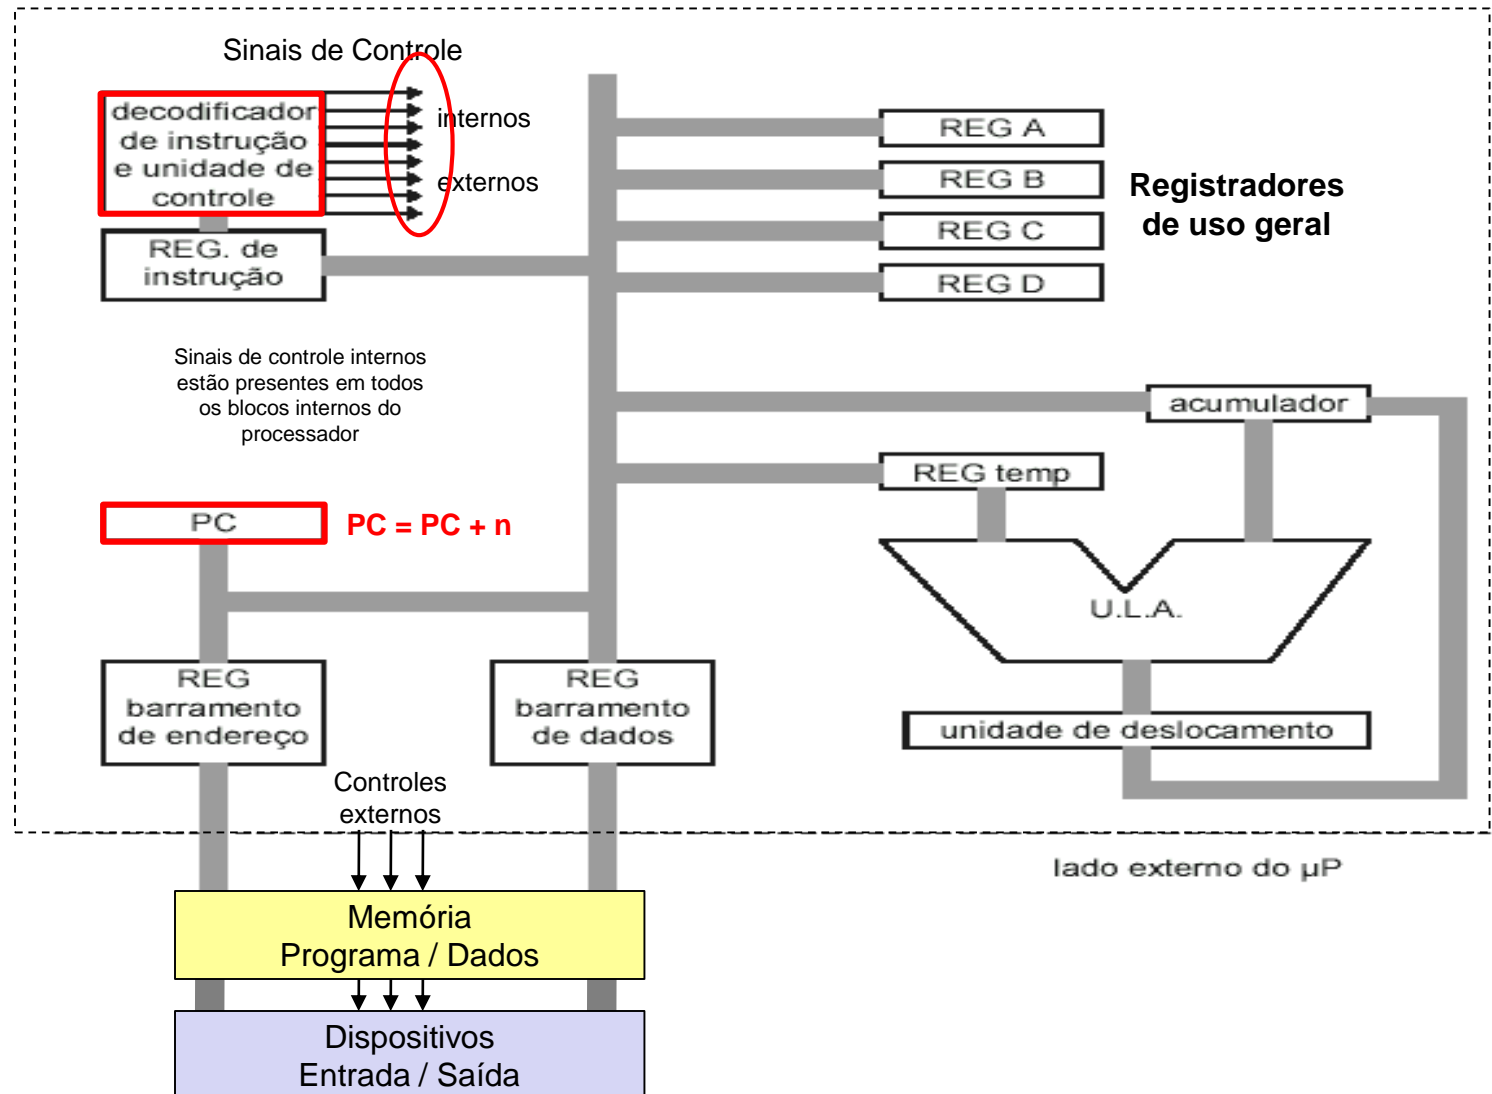 Sinais de Controle
decodificador
de instrução
e unidade de
controle
internos
externos
REG. de
instrução
REG A
REG B
REG C
REG D
Registradores
de uso geral
Sinais de controle internos
estão presentes em todos
os blocos internos do
processador
acumulador
REG temp
PC
PC = PC + n
U.L.A.
REG
barramento
de endereço
REG
barramento
de dados
unidade de deslocamento
Controles
externos
lado externo do µP
Memória
Programa / Dados
Dispositivos
Entrada / Saída